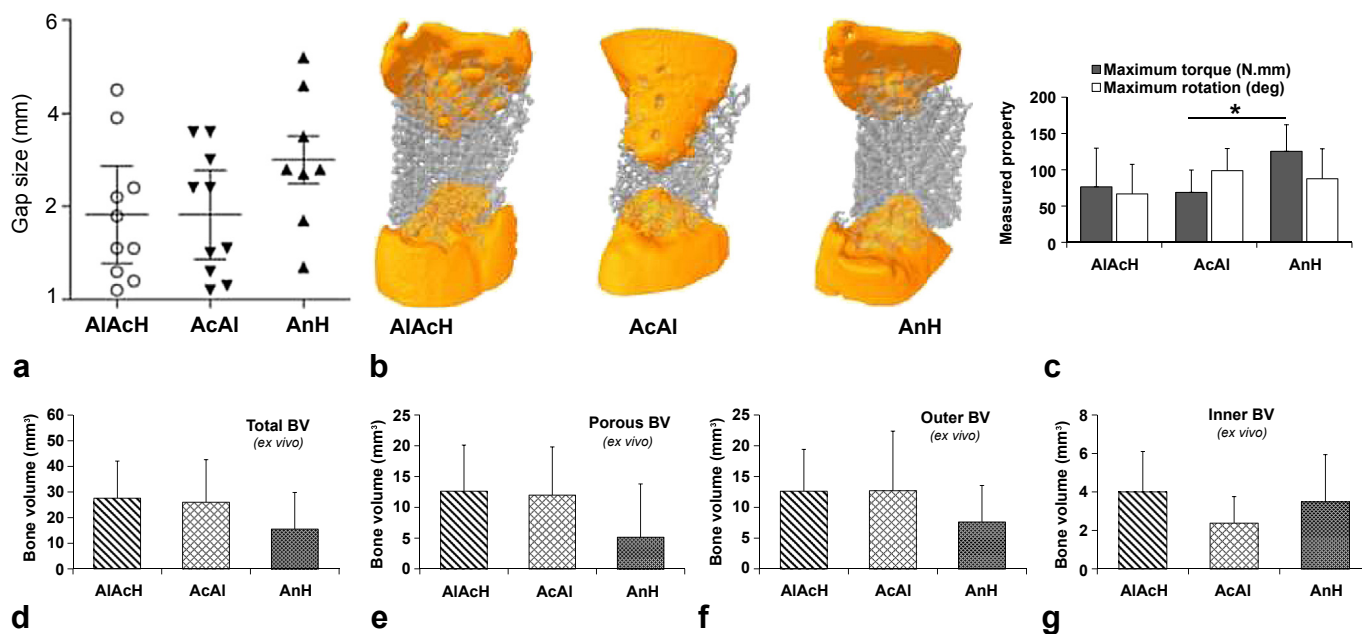 6
4
2
1
Gap size (mm)
AlAcH
AcAl
AnH
a
AlAcH
AcAl
AnH
b
Maximum torque (N.mm)
Maximum rotation (deg)
200
150
100
50
0
Measured property
*
AlAcH
AcAl
AnH
c
60
50
40
30
20
10
0
Bone volume (mm³)
Total BV
(ex vivo)
AlAcH
AcAl
AnH
d
25
20
15
10
5
0
Bone volume (mm³)
Porous BV
(ex vivo)
AlAcH
AcAl
AnH
e
25
20
15
10
5
0
Bone volume (mm³)
Outer BV
(ex vivo)
AlAcH
AcAl
AnH
f
8
6
4
2
0
Bone volume (mm³)
Inner BV
(ex vivo)
AlAcH
AcAl
AnH
g